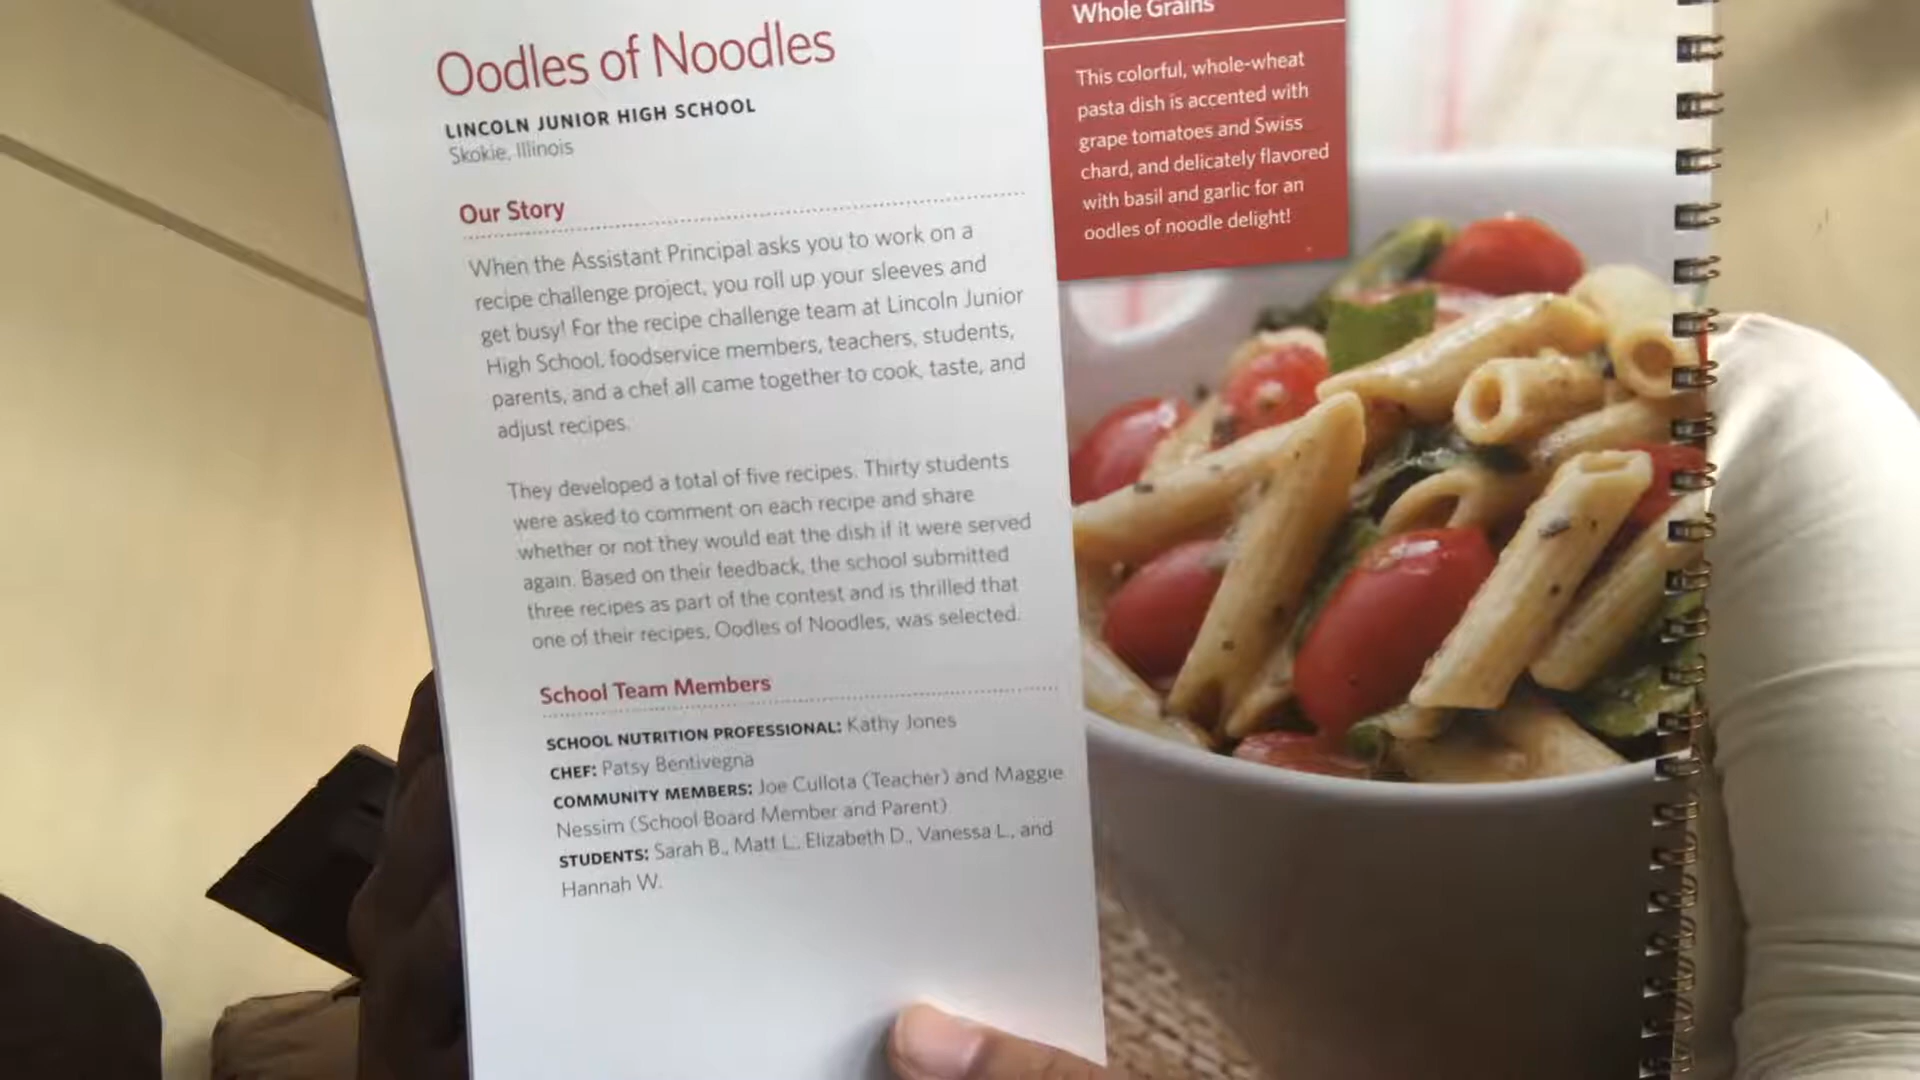 Oodles of Noodles
LINCOLN JUNIOR HIGH SCHOOL
Skokie, Illinois
Our Story
When the Assistant Principal asks you to work on a
recipe challenge project, you roll up your sleeves and
get busy! For the recipe challenge team at Lincoln Junior
High School, foodservice members, teachers, students,
parents, and a chef all came together to cook, taste, and
adjust recipes.
They developed a total of five recipes. Thirty students
were asked to comment on each recipe and share
whether or not they would eat the dish if it were served
again. Based on their feedback, the school submitted
three recipes as part of the contest and is thrilled that
one of their recipes, Oodles of Noodles, was selected.
School Team Members
SCHOOL NUTRITION PROFESSIONAL: Kathy Jones
CHEF: Patsy Bentivegna
COMMUNITY MEMBERS: Joe Cullota (Teacher) and Maggie
Nessim (School Board Member and Parent)
STUDENTS: Sarah B., Matt L., Elizabeth D., Vanessa L., and
Hannah W.
Whole Grains
This colorful, whole-wheat
pasta dish is accented with
grape tomatoes and Swiss
chard, and delicately flavored
with basil and garlic for an
oodles of noodle delight!